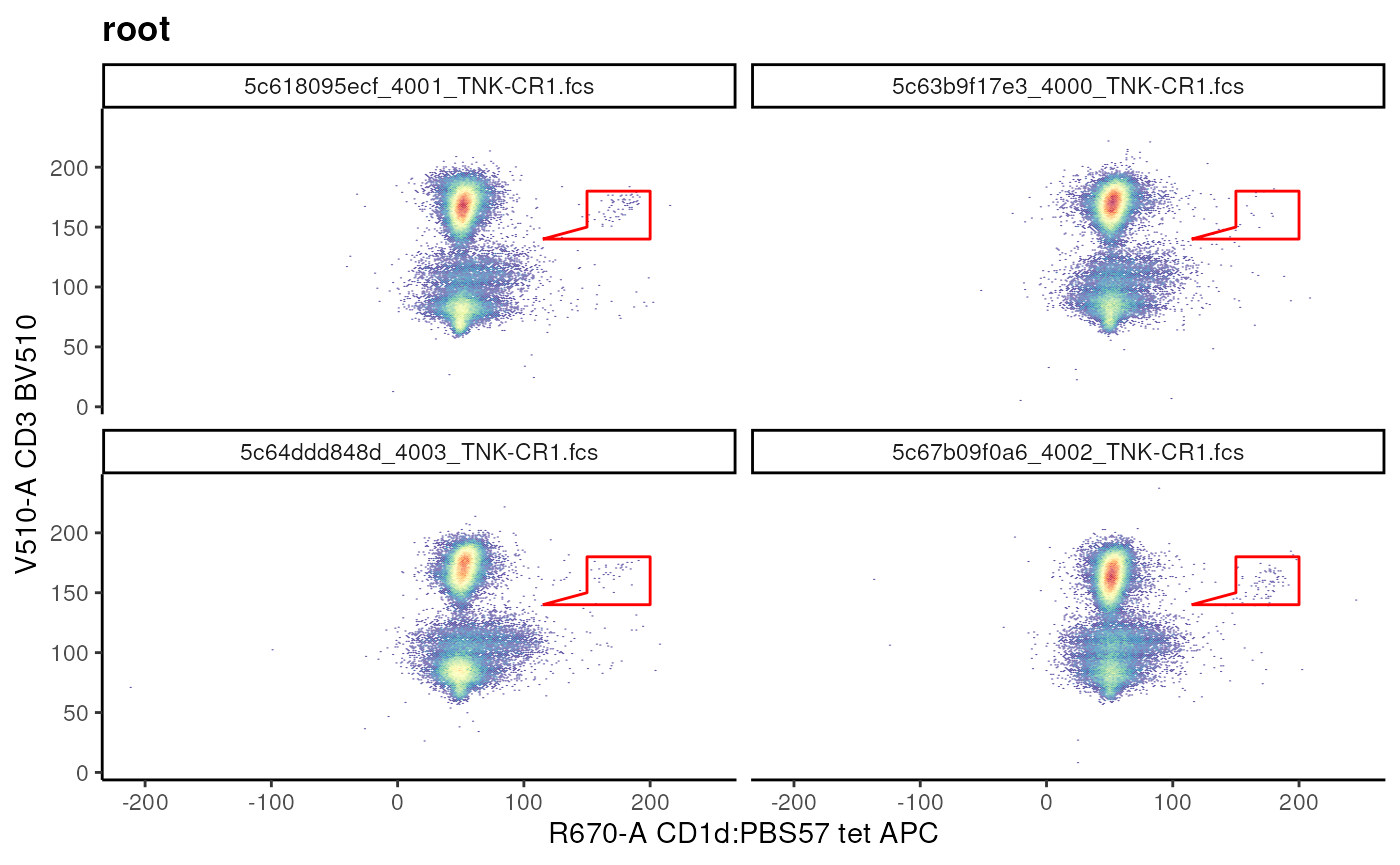 root
5c618095ecf_4001_TNK-CR1.fcs
5c63b9f17e3_4000_TNK-CR1.fcs
200
150
100
50
0
5c64ddd848d_4003_TNK-CR1.fcs
5c67b09f0a6_4002_TNK-CR1.fcs
200
150
100
50
0
V510-A CD3 BV510
-200 -100 0 100 200
-200 -100 0 100 200
R670-A CD1d:PBS57 tet APC